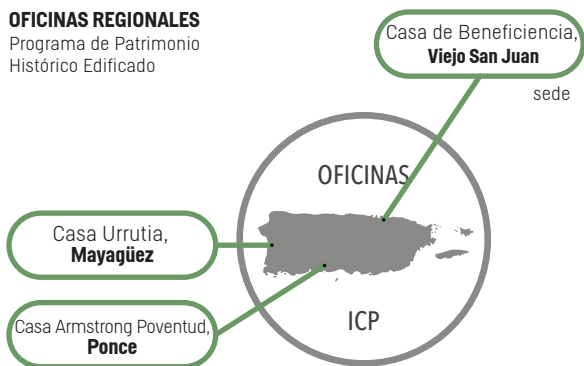 OFICINAS REGIONALES
Programa de Patrimonio
Histórico Edificado
Casa de Beneficiencia,
Viejo San Juan
sede
OFICINAS
Casa Urrutia,
Mayagüez
Casa Armstrong Poventud,
Ponce
ICP